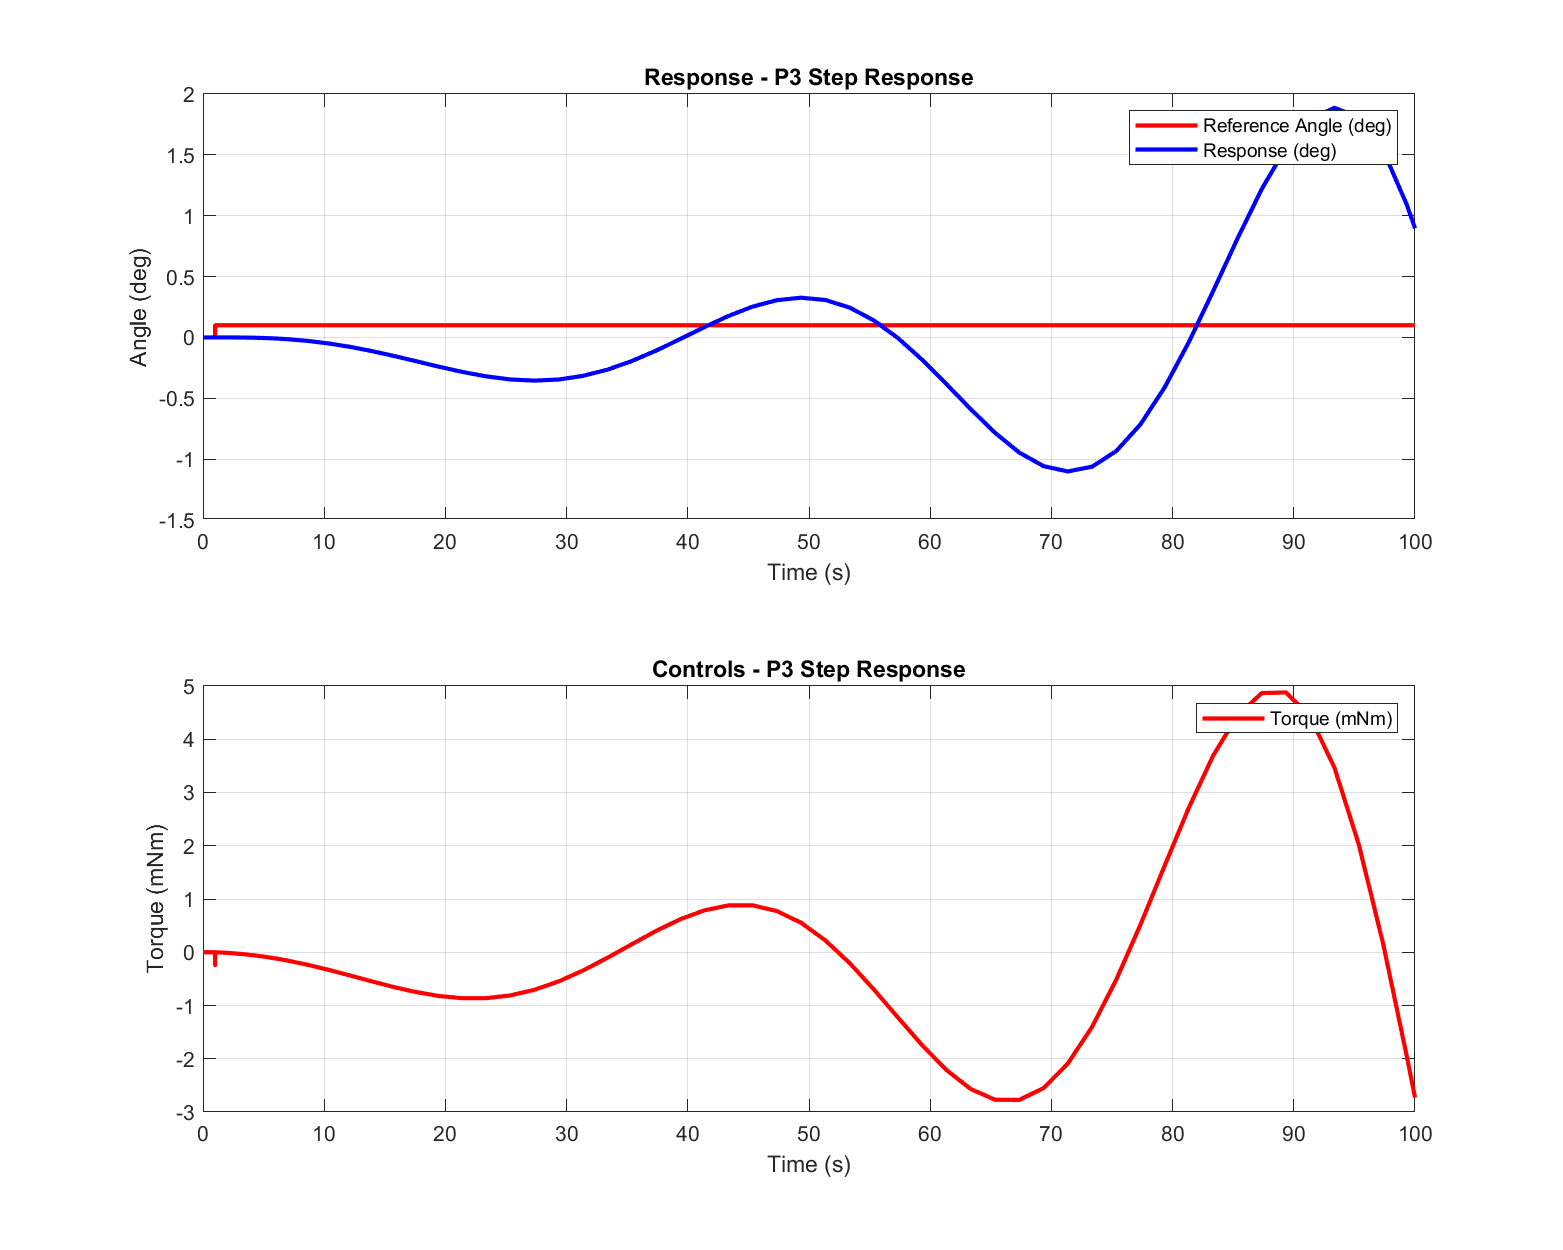 Response - P3 Step Response
2
1.5
1
0.5
0
-0.5
-1
-1.5
Angle (deg)
Reference Angle (deg)
Response (deg)
0 10 20 30 40 50 60 70 80 90 100
Time (s)
Controls - P3 Step Response
5
4
3
2
1
0
-1
-2
-3
Torque (mNm)
Torque (mNm)
0 10 20 30 40 50 60 70 80 90 100
Time (s)